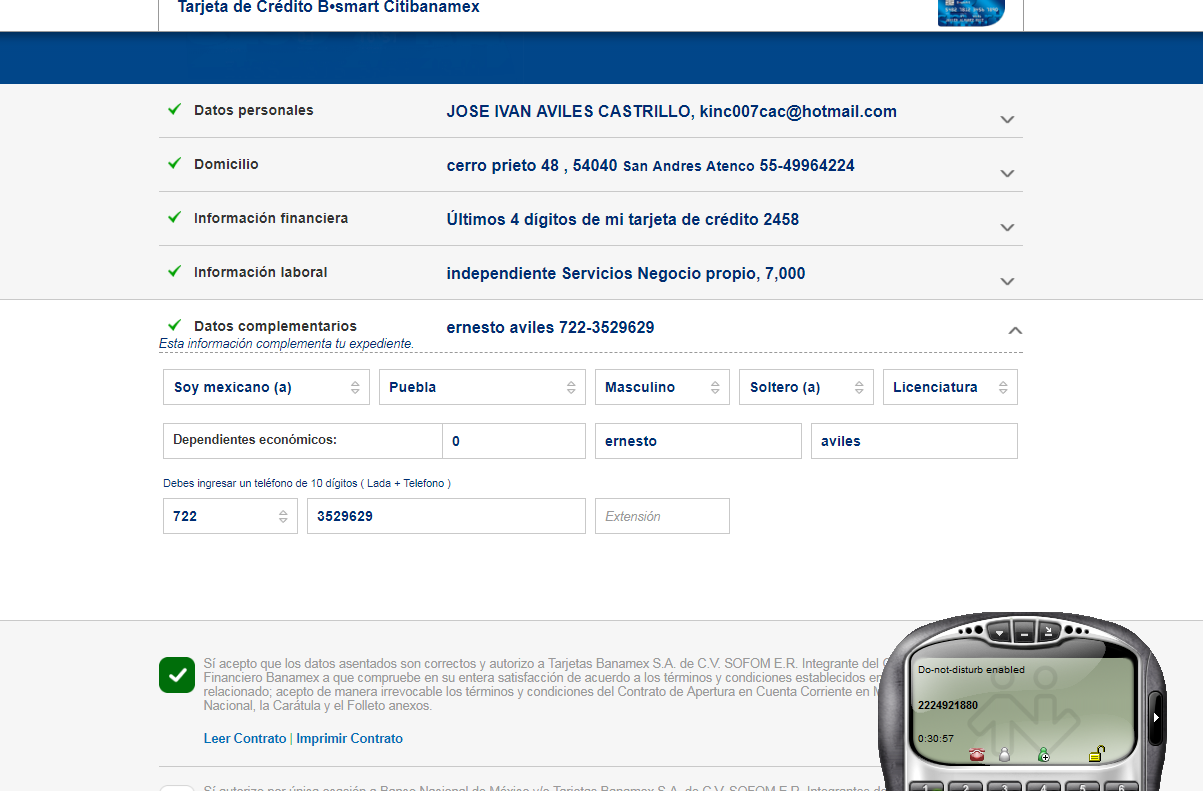 Tarjeta de Crédito B•smart Citibanamex
Datos personales JOSE IVAN AVILES CASTRILLO, kinc007cac@hotmail.com
Domicilio cerro prieto 48 , 54040 San Andres Atenco 55-49964224
Información financiera Últimos 4 dígitos de mi tarjeta de crédito 2458
Información laboral independiente Servicios Negocio propio, 7,000
Datos complementarios ernesto aviles 722-3529629
Esta información complementa tu expediente.
Soy mexicano (a) Puebla Masculino Soltero (a) Licenciatura
Dependientes económicos: 0 ernesto aviles
Debes ingresar un teléfono de 10 dígitos ( Lada + Telefono )
722 3529629 Extensión
Sí acepto que los datos asentados son correctos y autorizo a Tarjetas Banamex S.A. de C.V. SOFOM E.R. Integrante del
Financiero Banamex a que compruebe en su entera satisfacción de acuerdo a los términos y condiciones establecidos en
relacionado; acepto de manera irrevocable los términos y condiciones del Contrato de Apertura en Cuenta Corriente en
Nacional, la Carátula y el Folleto anexos.
Leer Contrato | Imprimir Contrato
Do-not-disturb enabled
2224921880
0:30:57
1 2 3 4 5 6
Sí autorizo por única ocasión a Banco Nacional de México y/o Tarjetas Banamex S.A. de C.V. SOFOM E.R. Integrantes de